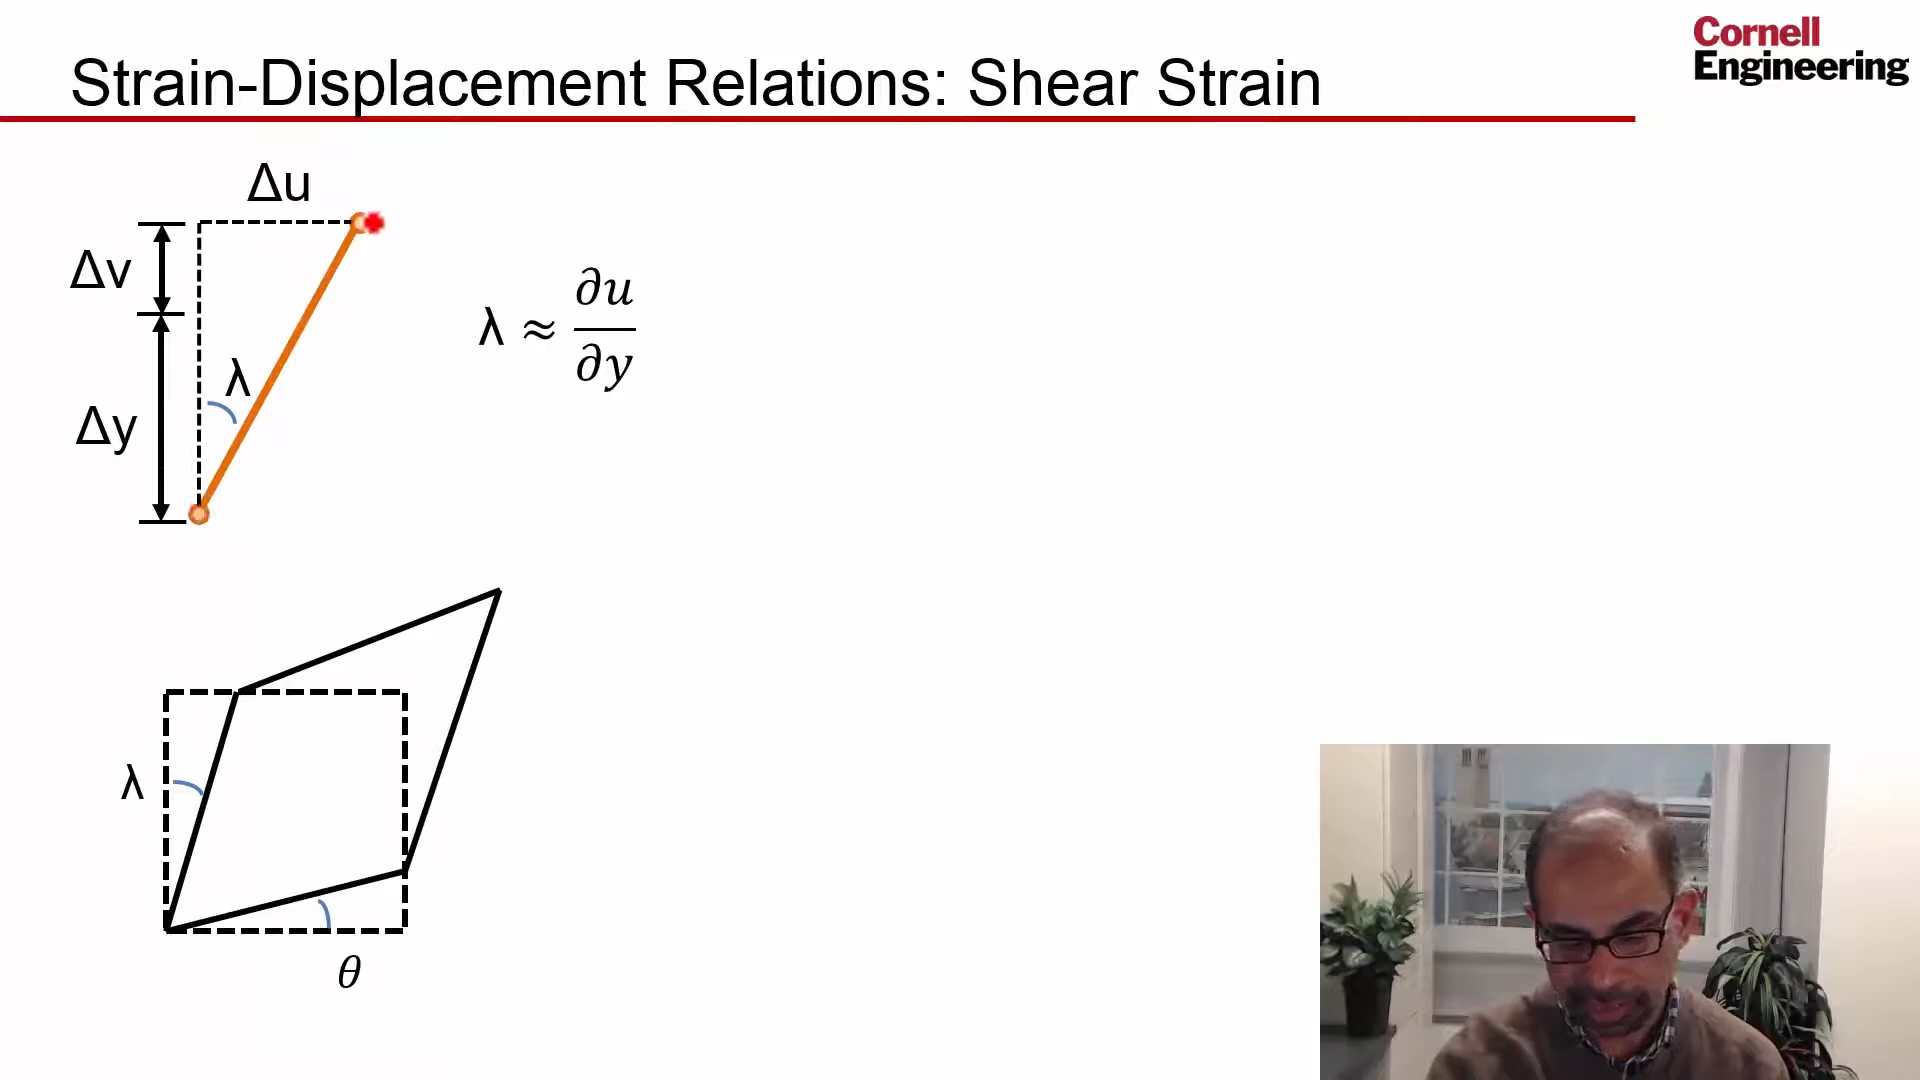 Cornell
Engineering
Strain-Displacement Relations: Shear Strain
Δu
Δv
λ
Δy
λ ≈ ∂u/∂y
λ
θ